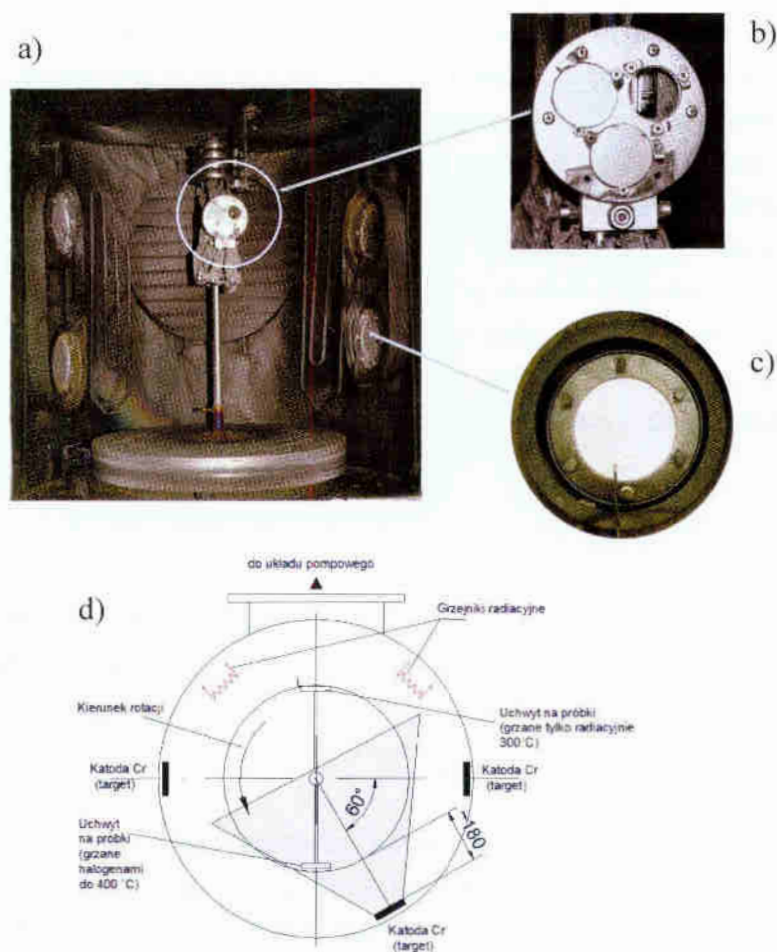 a)
b)
c)
do układu pompowego
d)
Grzejniki radiacyjne
Kierunek rotacji
Uchwyt na próbki
(grzane tylko radiacyjnie
300˚C)
Katoda Cr
(target)
Katoda Cr
(target)
60°
Uchwyt
na próbki
(grzane
halogenami
do 400 ˚C)
~180
Katoda Cr
(target)